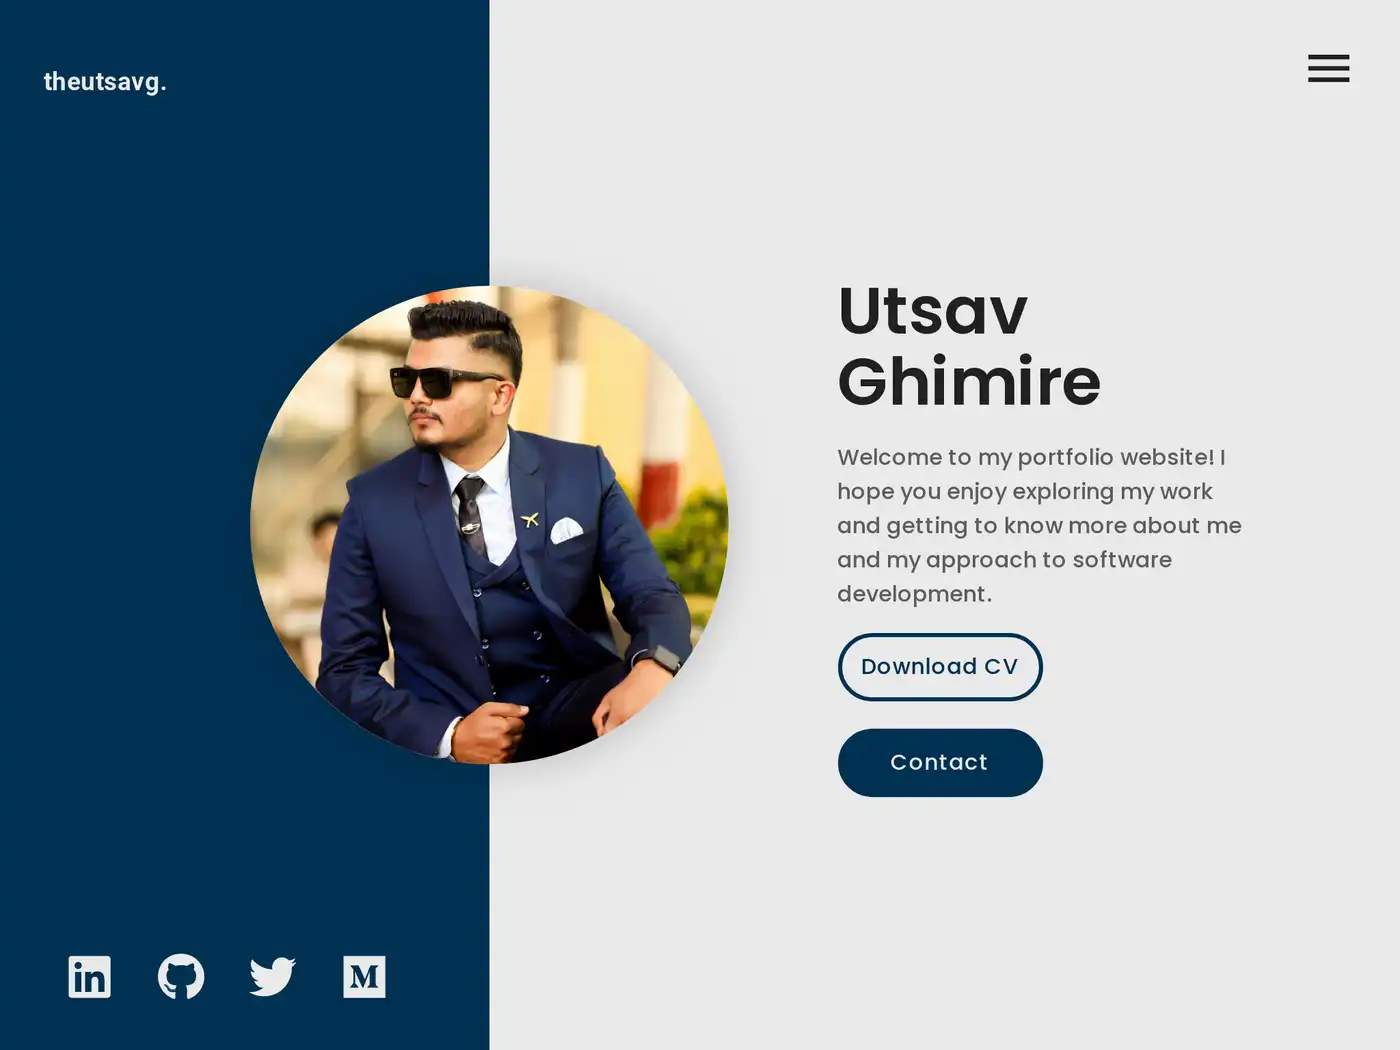 theutsavg.
Utsav
Ghimire
Welcome to my portfolio website! I
hope you enjoy exploring my work
and getting to know more about me
and my approach to software
development.
Download CV
Contact
in
M